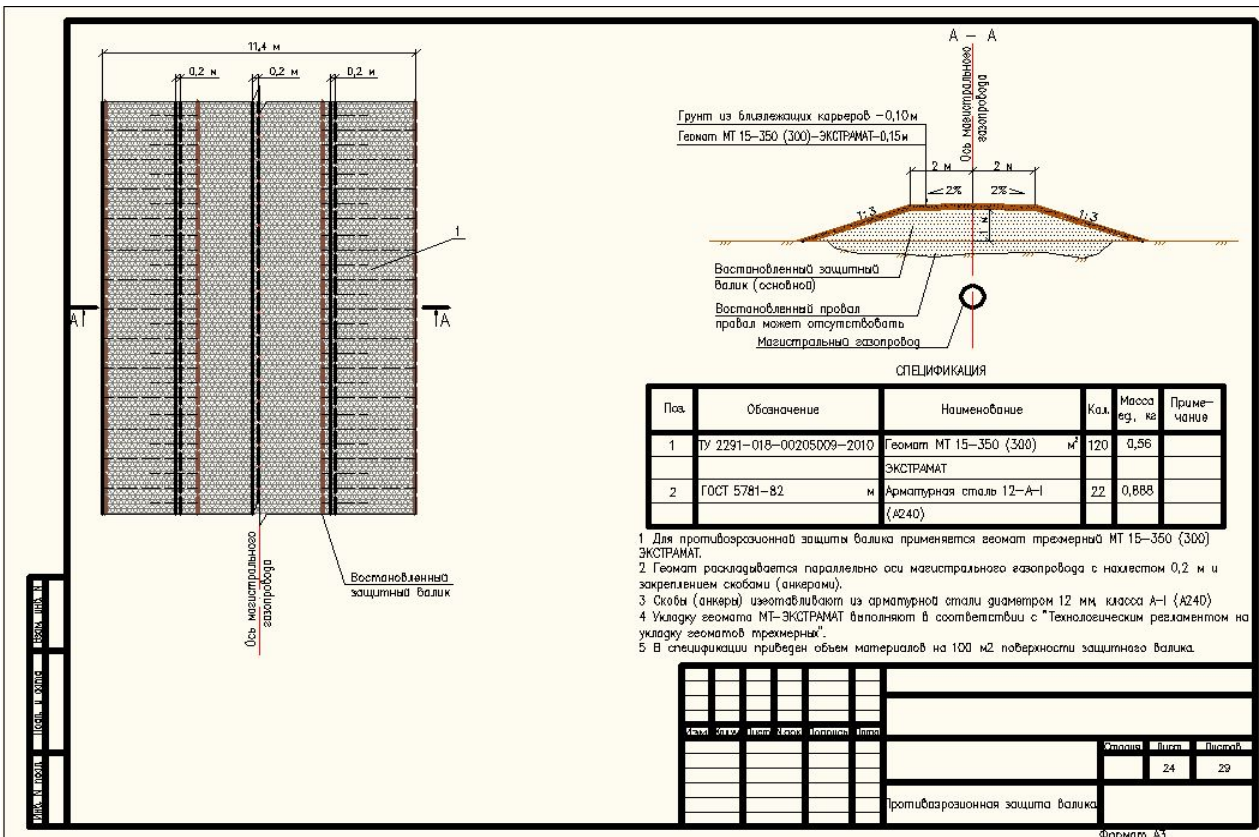 11,4 м
0,2 м
0,2 м
0,2 м
1
А
А
Ось магистрального
газопровода
Востановленный
защитный валик
А – А
Ось магистрального
газопровода
Грунт из близлежащих карьеров –0,10м
Геомат МТ 15–350 (300)–ЭКСТРАМАТ–0,15м
2 м
2 м
2%
2%
1:3
1:3
1 м
Востановленный защитный
валик (основной)
Востановленный провал
провал может отсутствовать
Магистральный газопровод
СПЕЦИФИКАЦИЯ
Поз. Обозначение Наименование Кол. Масса ед., кг Приме–чание
1 ТУ 2291–018–00205009–2010 Геомат МТ 15–350 (300) м² 120 0,56
ЭКСТРАМАТ
2 ГОСТ 5781–82 м Арматурная сталь 12–А–I 22 0,888
(А240)
1 Для противоэрозионной защиты валика применяется геомат трехмерный МТ 15–350 (300)
ЭКСТРАМАТ.
2 Геомат раскладывается параллельно оси магистрального газопровода с нахлестом 0,2 м и
закреплением скобами (анкерами).
3 Скобы (анкеры) изготавливают из арматурной стали диаметром 12 мм, класса А–I (А240)
4 Укладку геомата МТ–ЭКСТРАМАТ выполняют в соответствии с "Технологическим регламентом на
укладку геоматов трехмерных".
5 В спецификации приведен объем материалов на 100 м2 поверхности защитного валика.
Взам. инв. N
Подп. и дата
Инв. N подл.
Изм. Кол.уч Лист N док. Подпись Дата
Стадия Лист Листов
24 29
Противоэрозионная защита валика
Формат А3